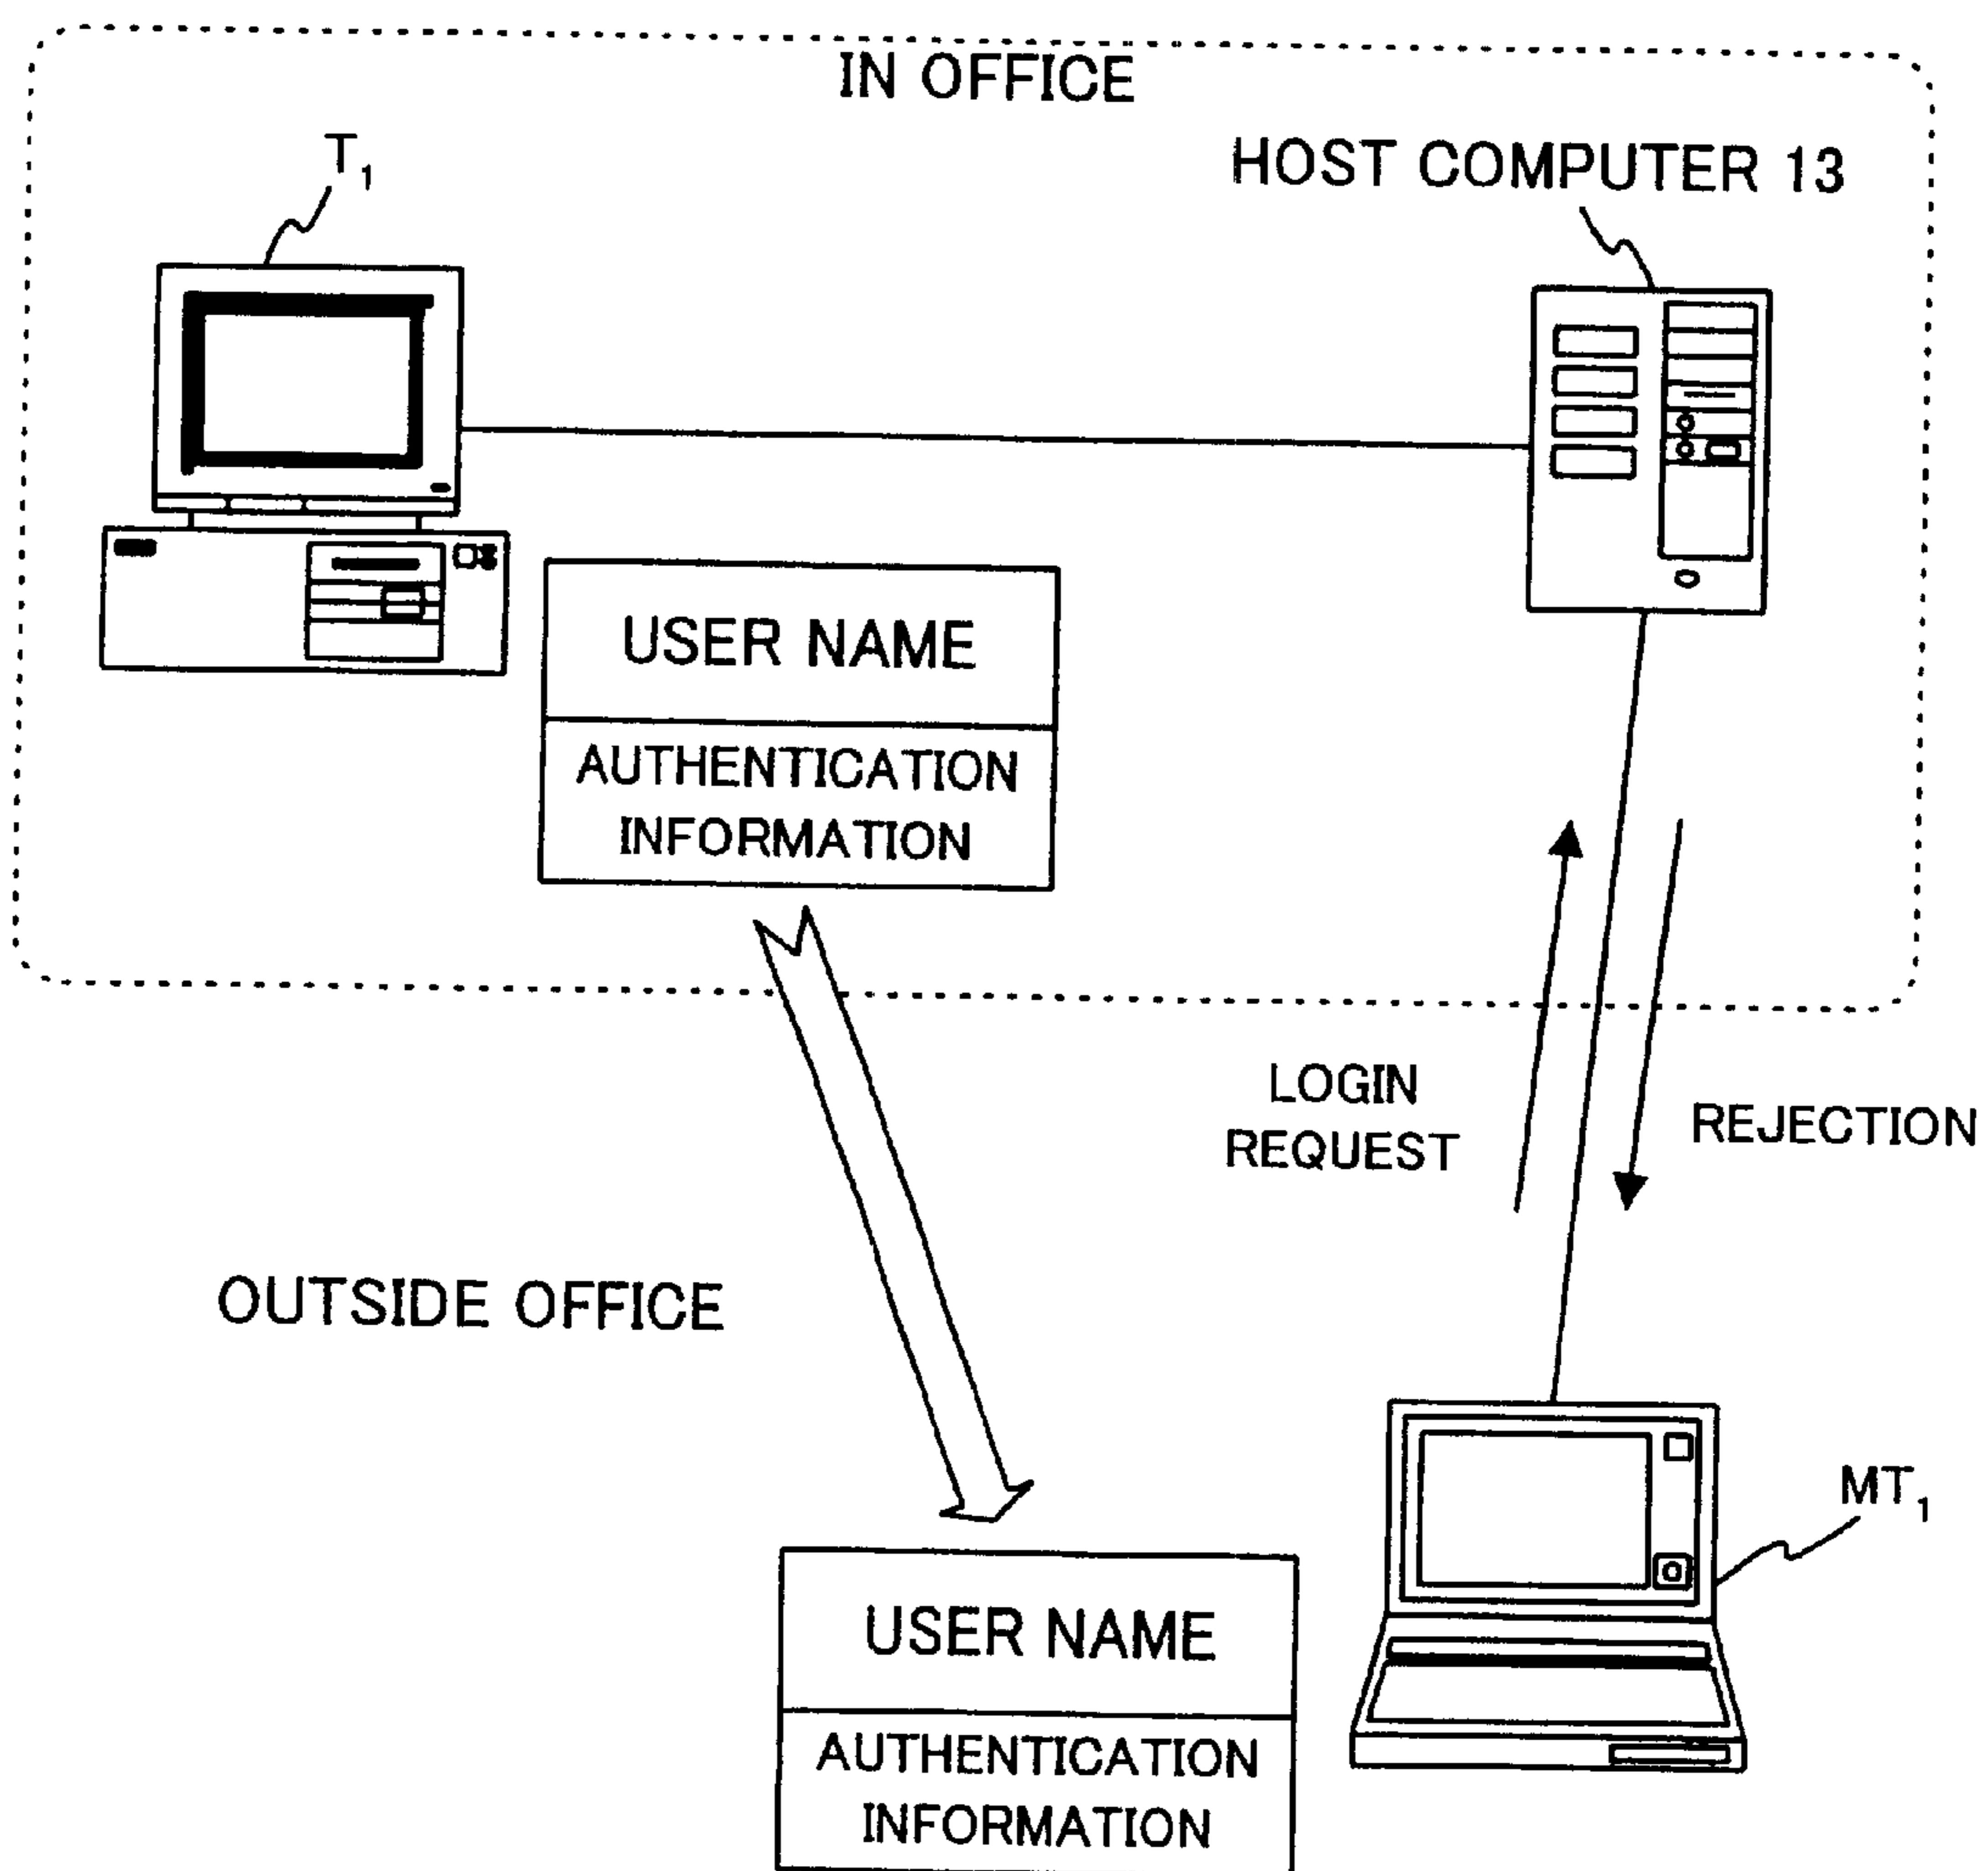 IN OFFICE
T1
HOST COMPUTER 13
USER NAME
AUTHENTICATION
INFORMATION
LOGIN
REQUEST
REJECTION
OUTSIDE OFFICE
MT1
USER NAME
AUTHENTICATION
INFORMATION